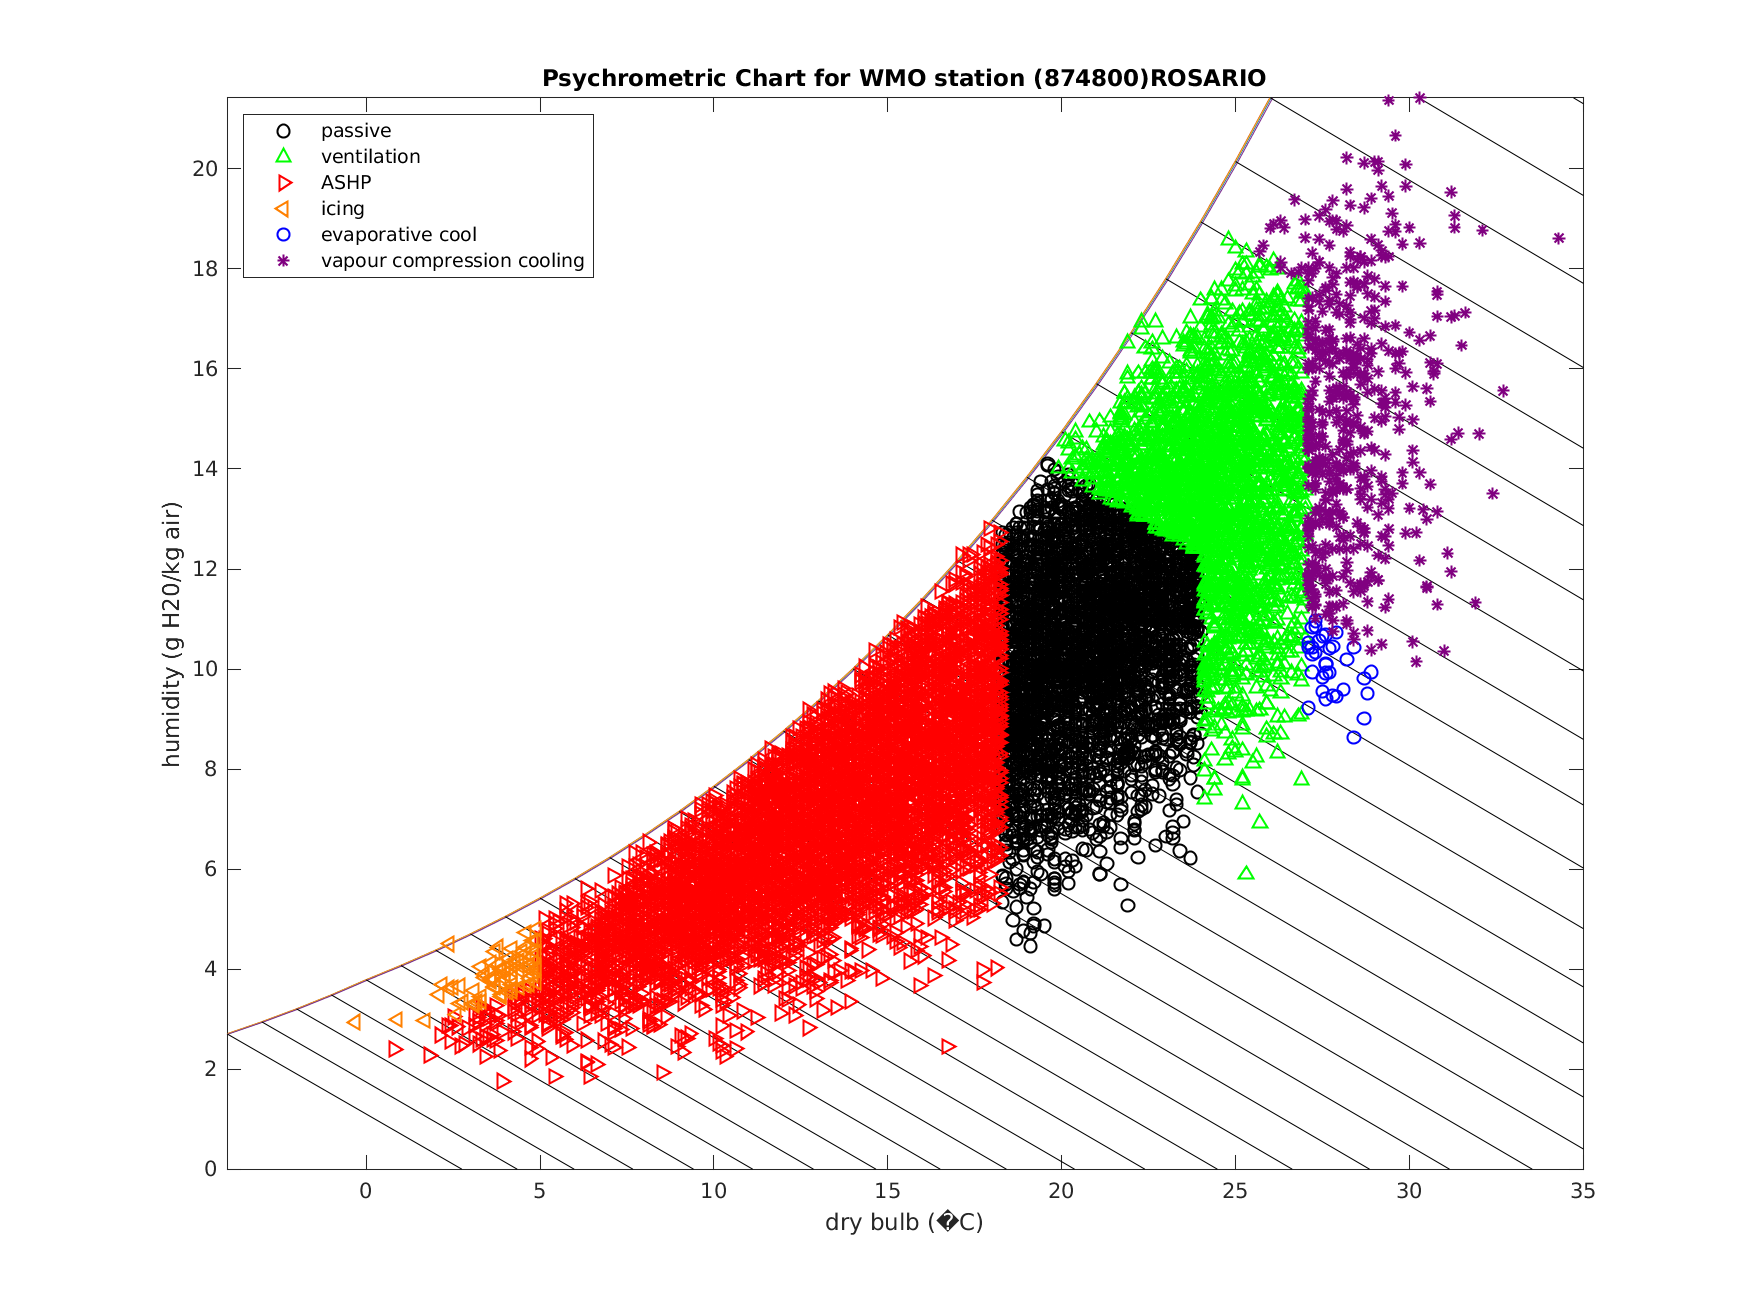 Psychrometric Chart for WMO station (874800)ROSARIO
passive
ventilation
ASHP
icing
evaporative cool
vapour compression cooling
humidity (g H20/kg air)
20
18
16
14
12
10
8
6
4
2
0
0 5 10 15 20 25 30 35
dry bulb (�C)